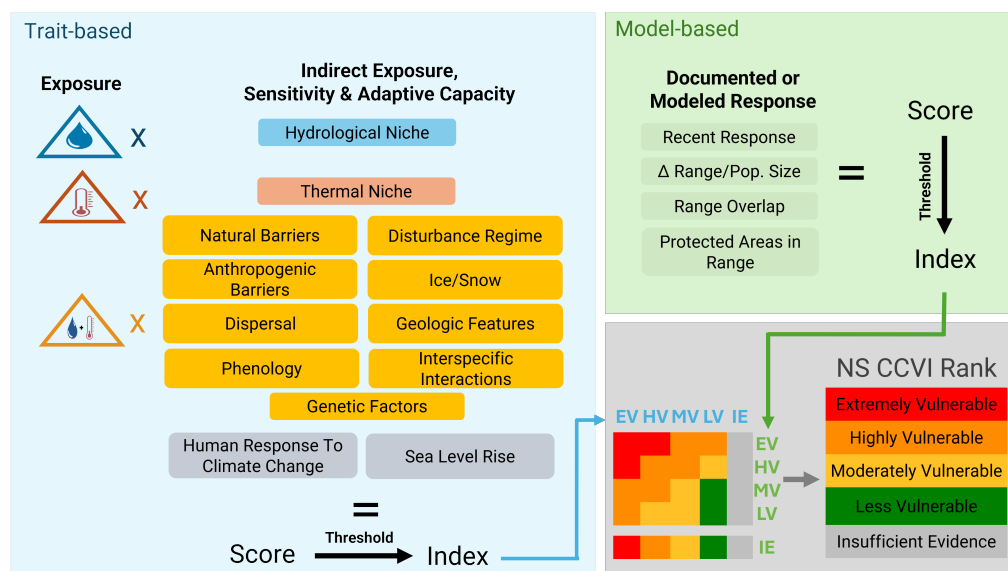 Trait-based
Exposure
Indirect Exposure,
Sensitivity & Adaptive Capacity
X
Hydrological Niche
X
Thermal Niche
Natural Barriers
Disturbance Regime
Anthropogenic
Barriers
Ice/Snow
X
Dispersal
Geologic Features
Phenology
Interspecific
Interactions
Genetic Factors
Human Response To
Climate Change
Sea Level Rise
=
Score
Threshold
Index
Model-based
Documented or
Modeled Response
Recent Response
Δ Range/Pop. Size
Range Overlap
Protected Areas in
Range
=
Score
Threshold
Index
NS CCVI Rank
EV HV MV LV IE
EV
HV
MV
LV
IE
Extremely Vulnerable
Highly Vulnerable
Moderately Vulnerable
Less Vulnerable
Insufficient Evidence